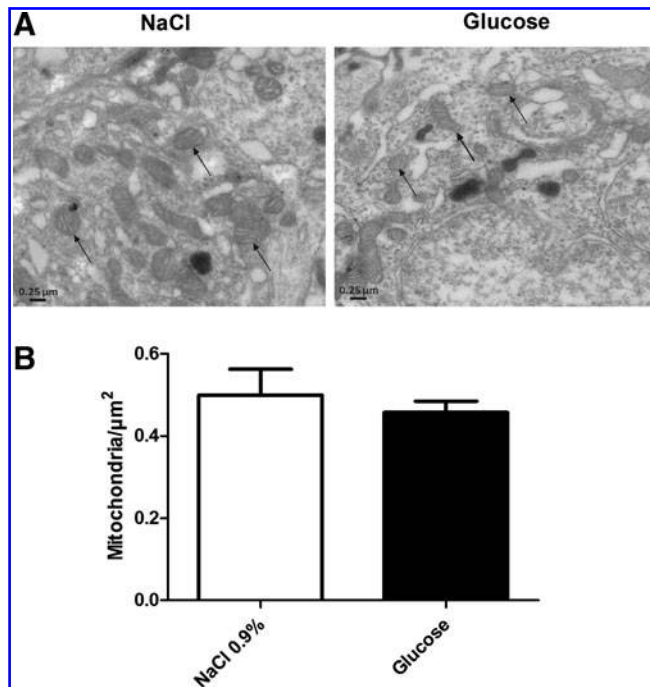 A
NaCl
Glucose
0.25 µm
0.25 µm
B
Mitochondria/µm²
0.6
0.4
0.2
0.0
NaCl 0.9%
Glucose